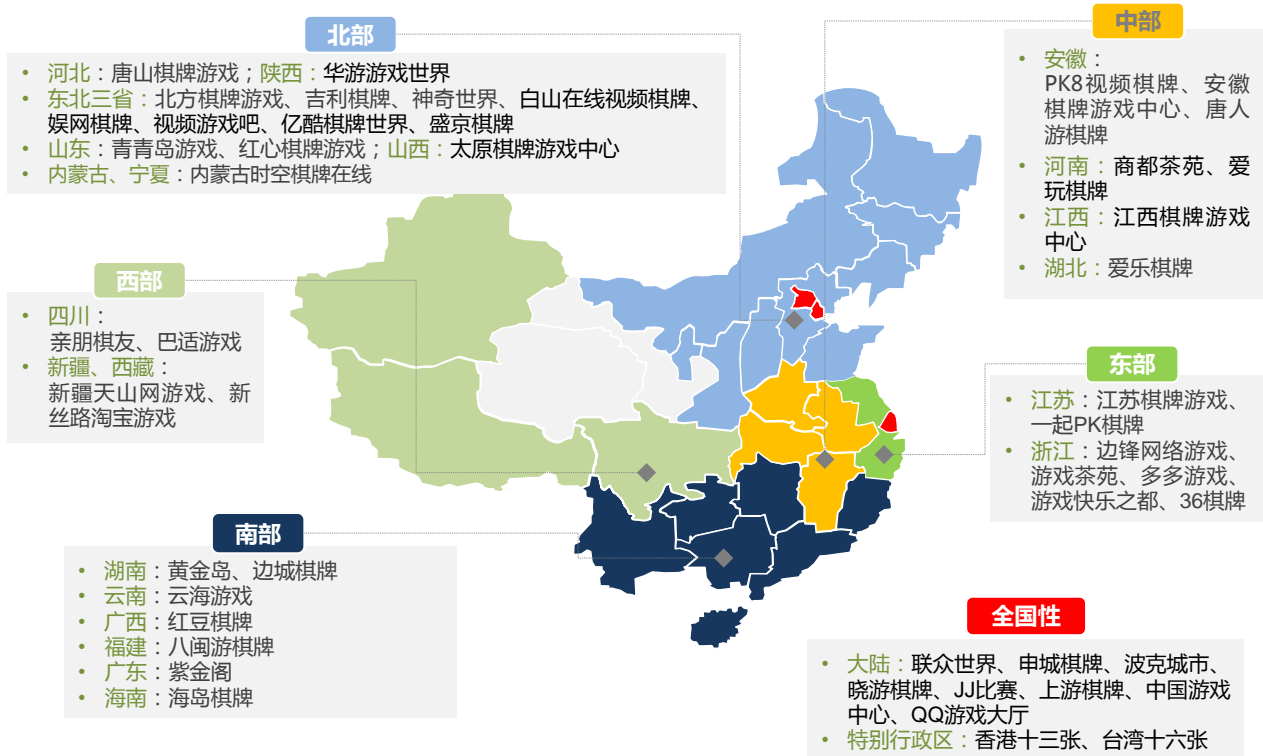 北部
• 河北：唐山棋牌游戏；陕西：华游游戏世界
• 东北三省：北方棋牌游戏、吉利棋牌、神奇世界、白山在线视频棋牌、
娱网棋牌、视频游戏吧、亿酷棋牌世界、盛京棋牌
• 山东：青青岛游戏、红心棋牌游戏；山西：太原棋牌游戏中心
• 内蒙古、宁夏：内蒙古时空棋牌在线
中部
• 安徽：
PK8视频棋牌、安徽
棋牌游戏中心、唐人
游棋牌
• 河南：商都茶苑、爱
玩棋牌
• 江西：江西棋牌游戏
中心
• 湖北：爱乐棋牌
西部
• 四川：
亲朋棋友、巴适游戏
• 新疆、西藏：
新疆天山网游戏、新
丝路淘宝游戏
东部
• 江苏：江苏棋牌游戏、
一起PK棋牌
• 浙江：边锋网络游戏、
游戏茶苑、多多游戏、
游戏快乐之都、36棋牌
南部
• 湖南：黄金岛、边城棋牌
• 云南：云海游戏
• 广西：红豆棋牌
• 福建：八闽游棋牌
• 广东：紫金阁
• 海南：海岛棋牌
全国性
• 大陆：联众世界、申城棋牌、波克城市、
晓游棋牌、JJ比赛、上游棋牌、中国游戏
中心、QQ游戏大厅
• 特别行政区：香港十三张、台湾十六张